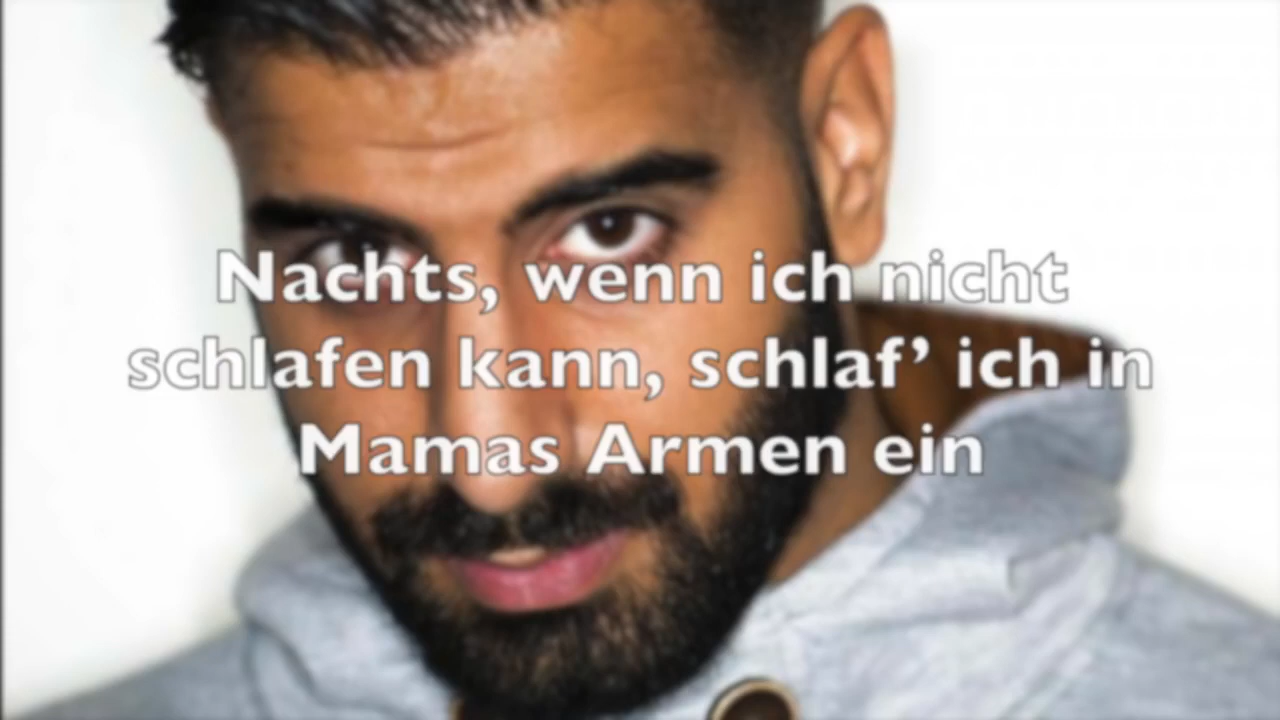 Nachts, wenn ich nicht
schlafen kann, schlaf’ ich in
Mamas Armen ein